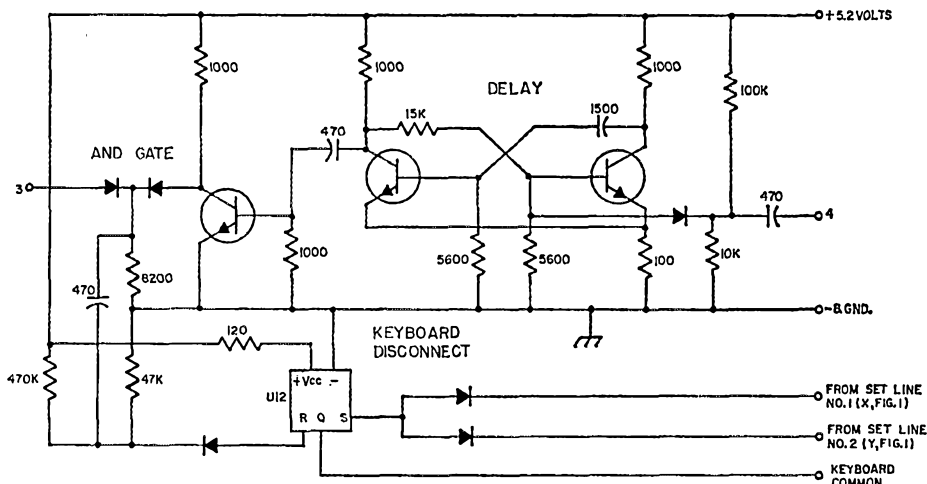 +5.2 VOLTS
1000
1000
1000
100K
DELAY
15K
1500
470
AND GATE
3
470
4
1000
5600
5600
100
10K
8200
470
- & GND.
120
KEYBOARD
DISCONNECT
470K
47K
+Vcc -
U12
R Q S
FROM SET LINE
NO.1 (X, FIG.1)
FROM SET LINE
NO.2 (Y, FIG.1)
KEYBOARD
COMMON